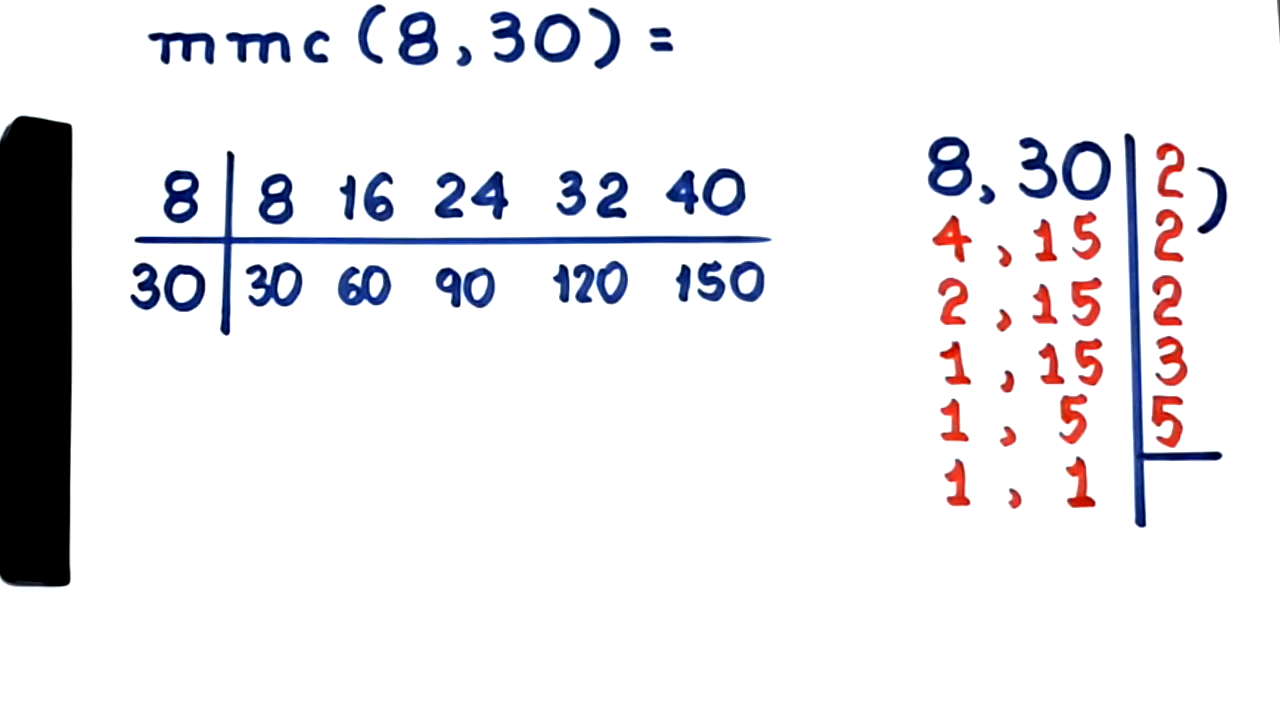 mmc (8,30) =
8 | 8 16 24 32 40
30 | 30 60 90 120 150
8, 30 | 2 )
4, 15 | 2
2, 15 | 2
1, 15 | 3
1, 5 | 5
1, 1